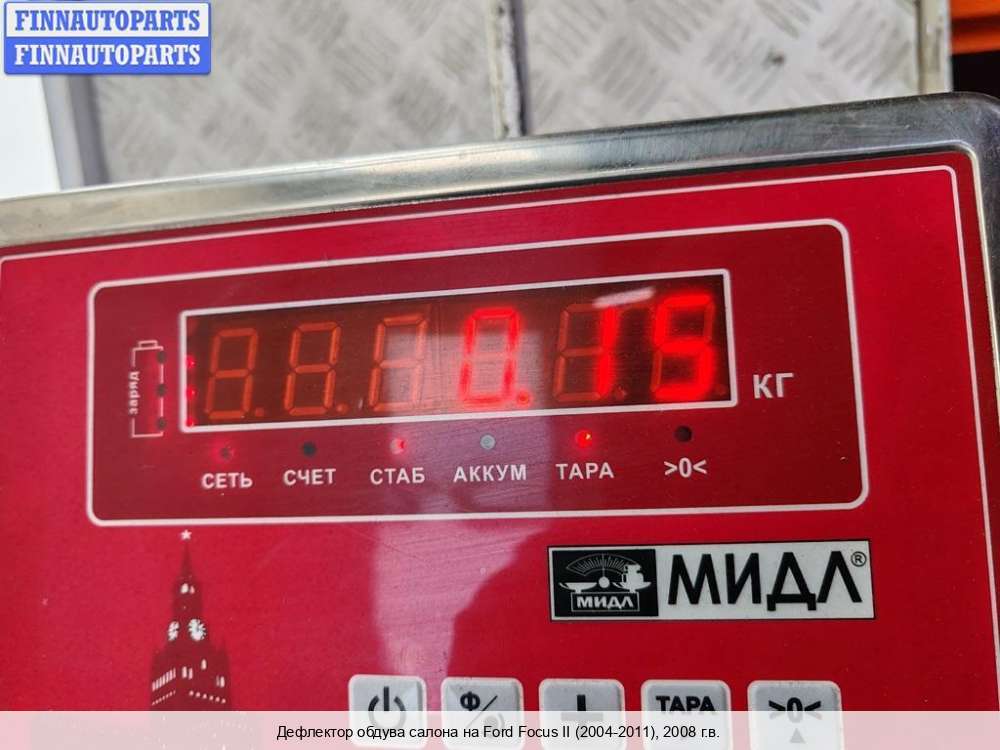 FINNAUTOPARTS
FINNAUTOPARTS
0.15
КГ
заряд
СЕТЬ СЧЕТ СТАБ АККУМ ТАРА >0<
МИДЛ МИДЛ®
Ф ТАРА >0<
Дефлектор обдува салона на Ford Focus II (2004-2011), 2008 г.в.